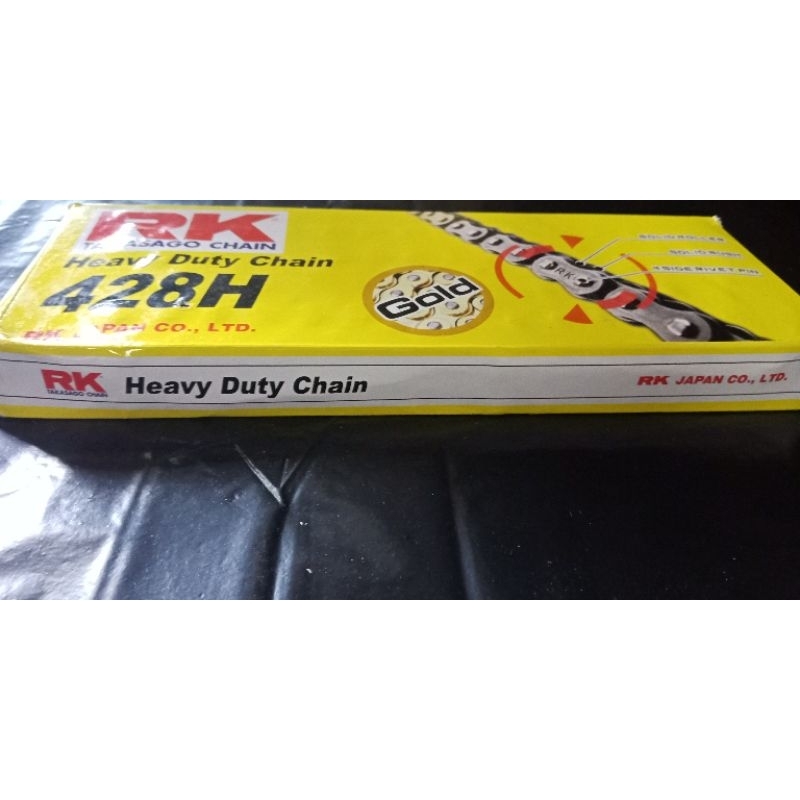 RK
TAKASAGO CHAIN
Heavy Duty Chain
428H
RK JAPAN CO., LTD.
Gold
RK
SOLID ROLLER
SOLID BUSH
4 SIDE RIVET PIN
RK
TAKASAGO CHAIN
Heavy Duty Chain
RK JAPAN CO., LTD.